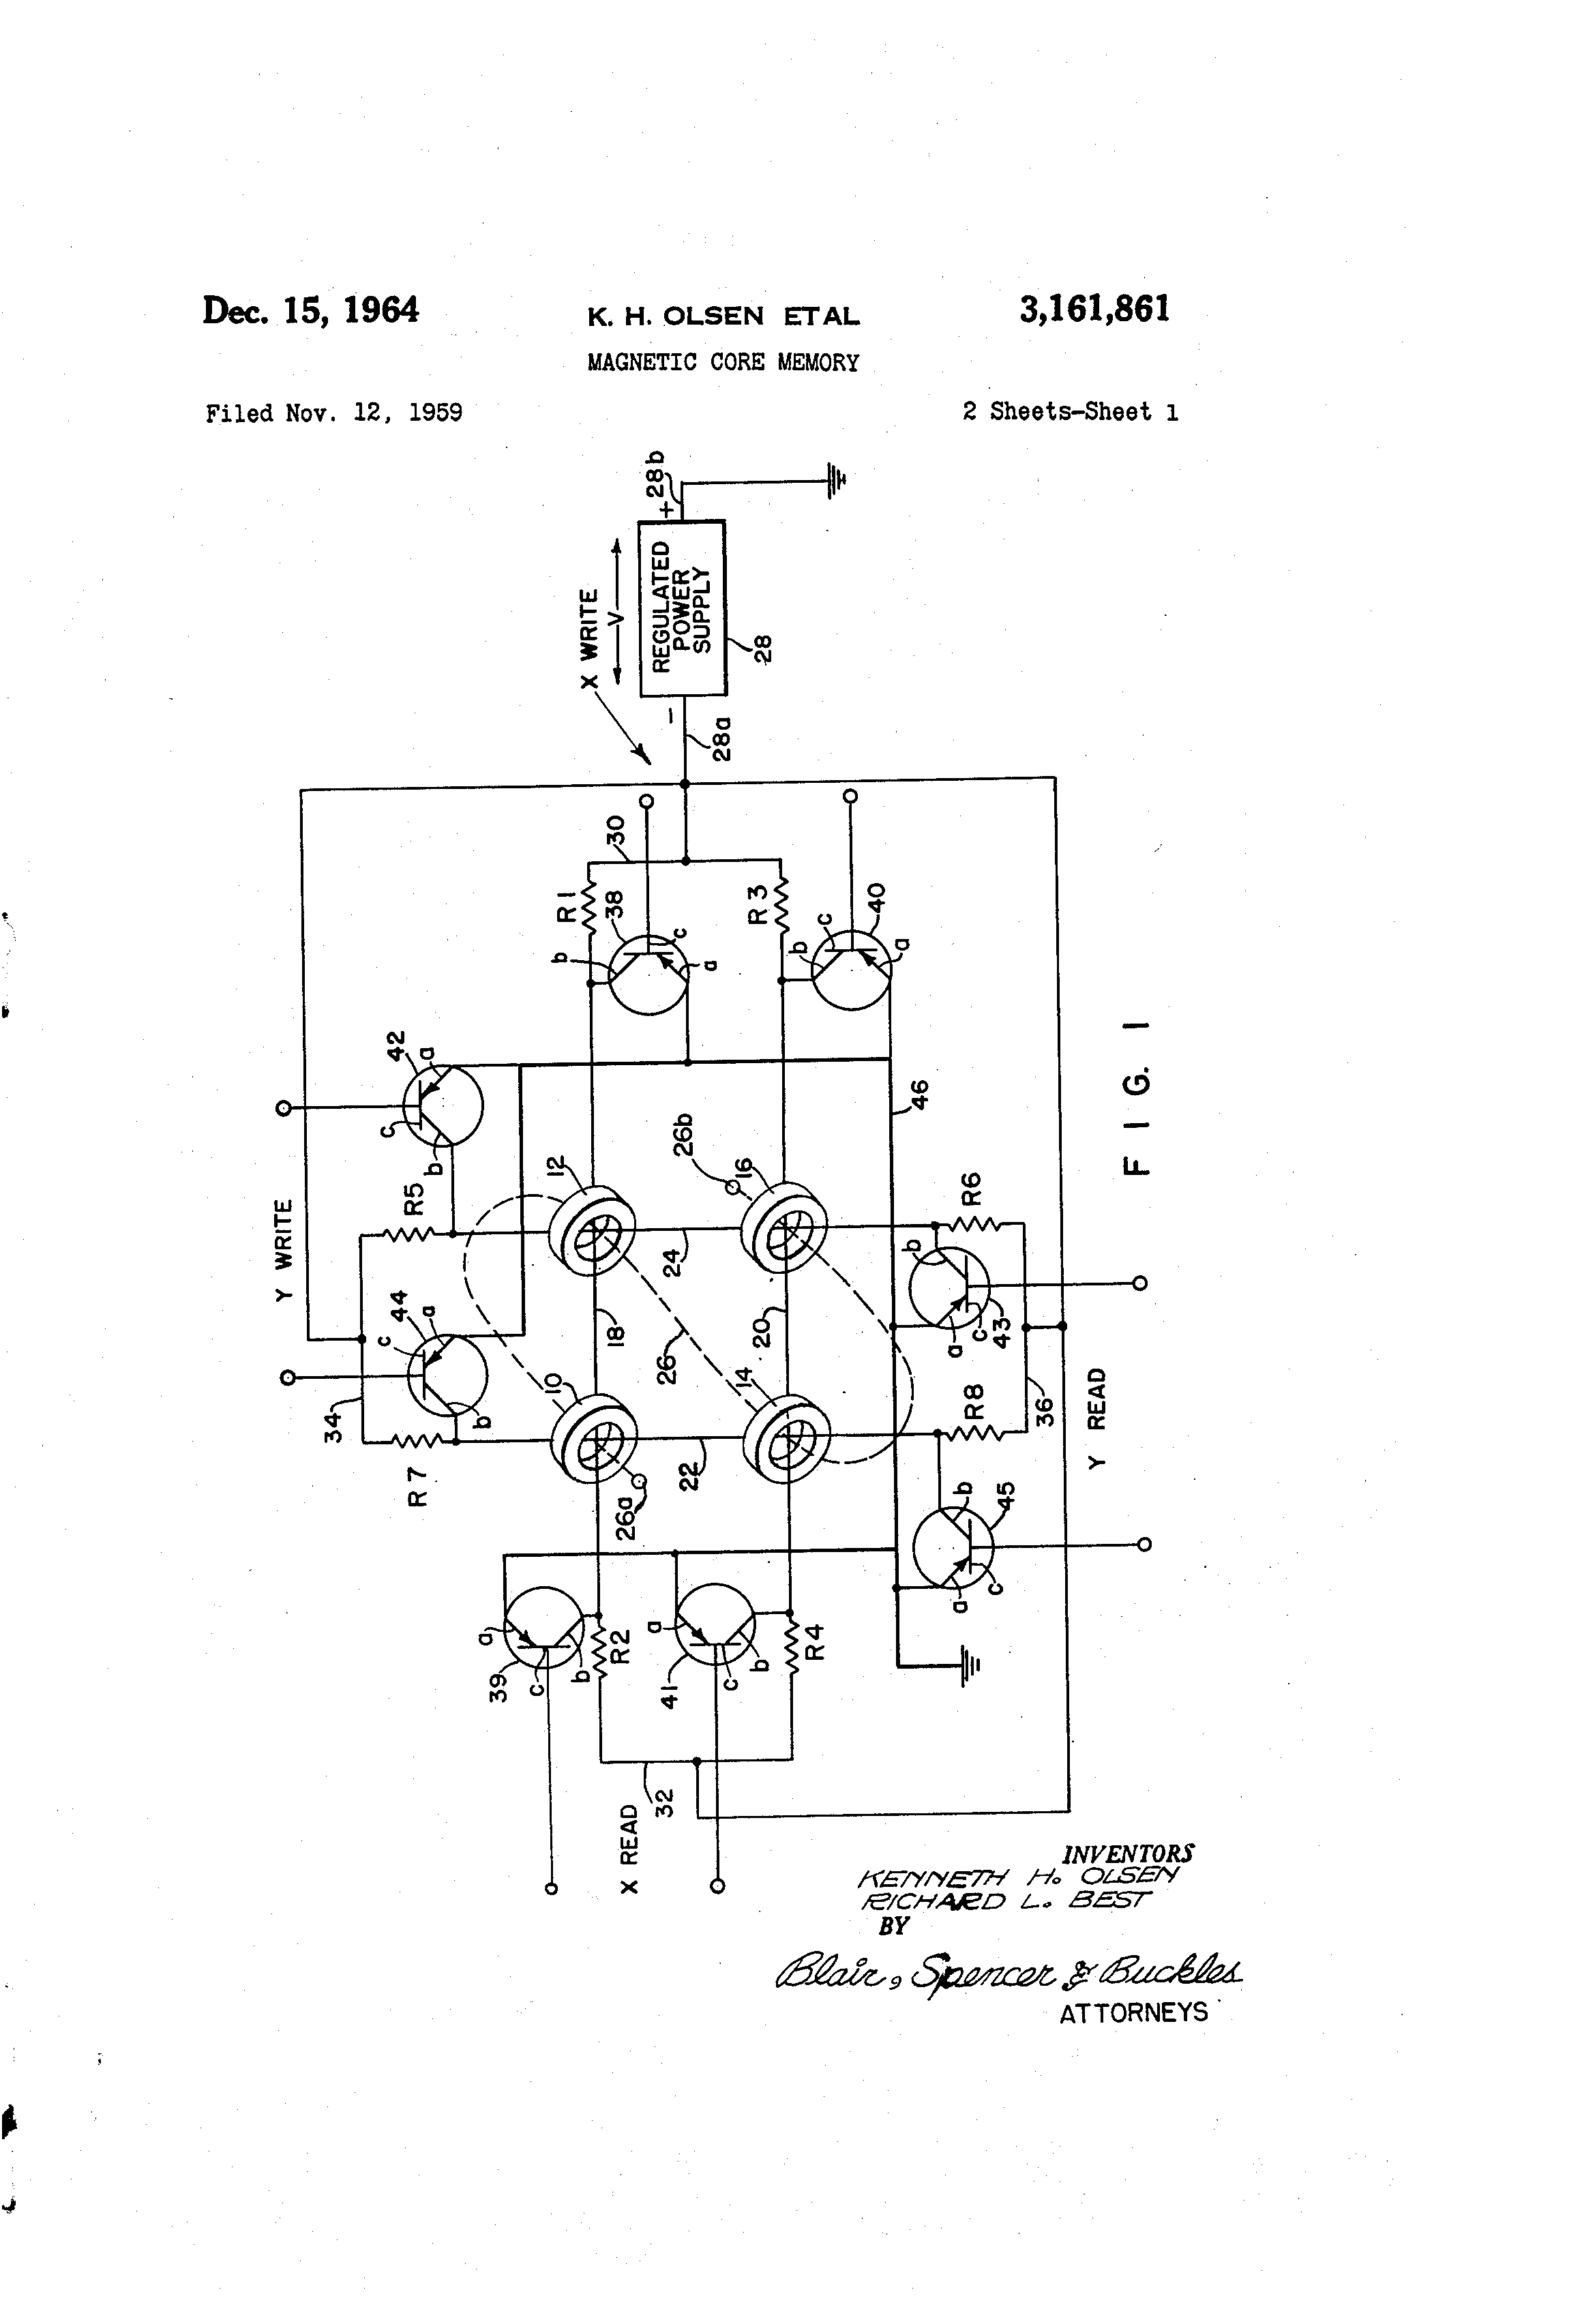 Dec. 15, 1964
K. H. OLSEN ETAL
3,161,861
MAGNETIC CORE MEMORY
Filed Nov. 12, 1959
2 Sheets-Sheet 1
28b
+
REGULATED
POWER
SUPPLY
V
X WRITE
28
-
28a
30
R1
38
b
c
a
R3
40
b
c
a
42
a
c
b
46
Y WRITE
R5
12
26b
16
R6
24
b
a
c
43
44
a
c
b
34
R7
18
26
20
10
14
22
26a
R8
36
Y READ
45
b
a
c
39
a
c
b
R2
41
a
c
b
R4
32
X READ
FIG. 1
INVENTORS
KENNETH H. OLSEN
RICHARD L. BEST
BY
Blair, Spencer & Buckles
ATTORNEYS